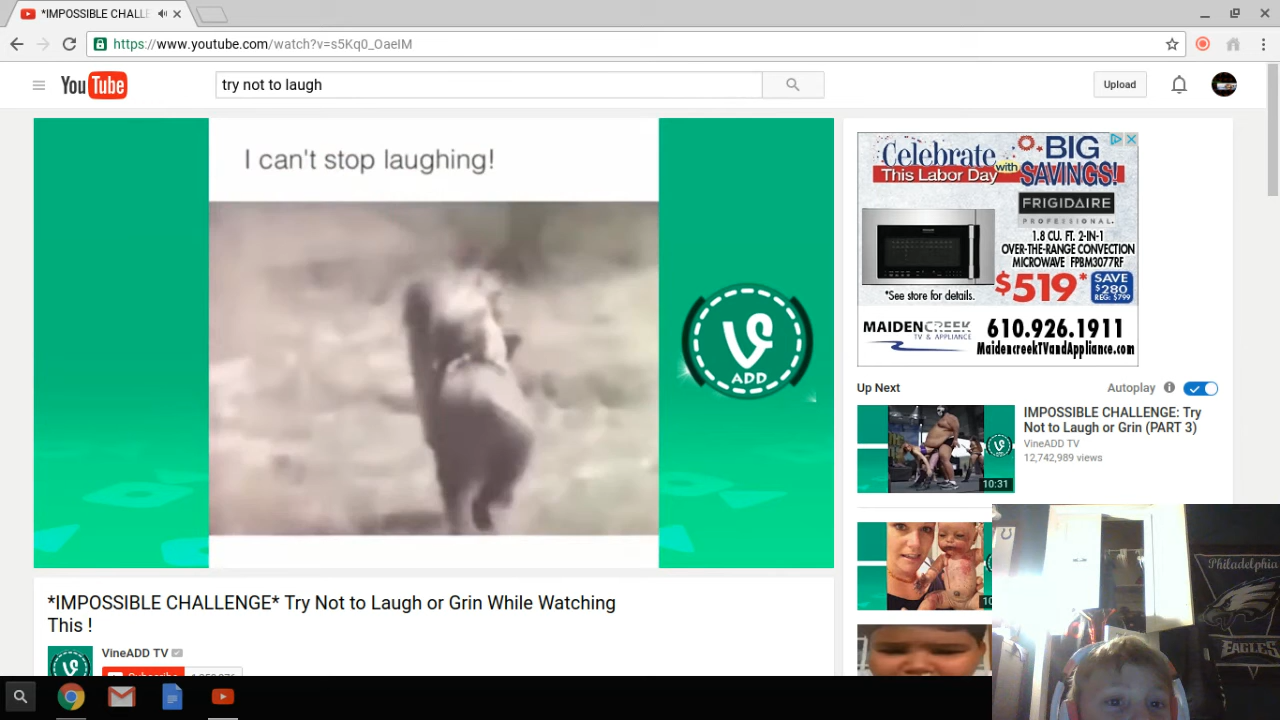 *IMPOSSIBLE CHALLE
https://www.youtube.com/watch?v=s5Kq0_OaeIM
You Tube
try not to laugh
Upload
I can't stop laughing!
ADD
Celebrate
This Labor Day
with
BIG
SAVINGS!
FRIGIDAIRE
PROFESSIONAL.
1.8 CU. FT. 2-IN-1
OVER-THE-RANGE CONVECTION
MICROWAVE FPBM3077RF
$519*
SAVE
$280
REG: $799
*See store for details.
MAIDENCREEK
TV & APPLIANCE
610.926.1911
MaidencreekTVandAppliance.com
Up Next
Autoplay
10:31
IMPOSSIBLE CHALLENGE: Try
Not to Laugh or Grin (PART 3)
VineADD TV
12,742,989 views
*IMPOSSIBLE CHALLENGE* Try Not to Laugh or Grin While Watching
This !
VineADD TV
Subscribe
Philadelphia
EAGLES